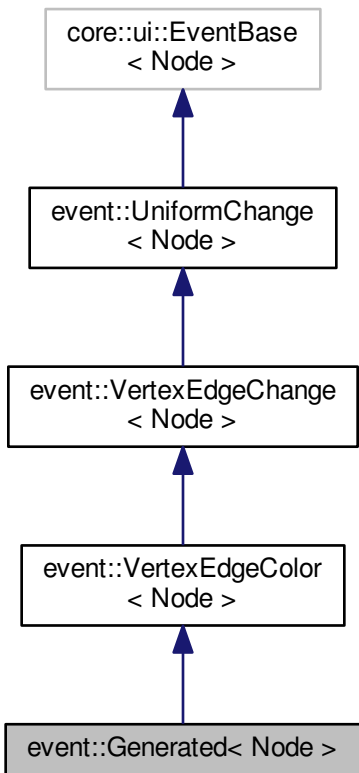 core::ui::EventBase
< Node >
event::UniformChange
< Node >
event::VertexEdgeChange
< Node >
event::VertexEdgeColor
< Node >
event::Generated< Node >